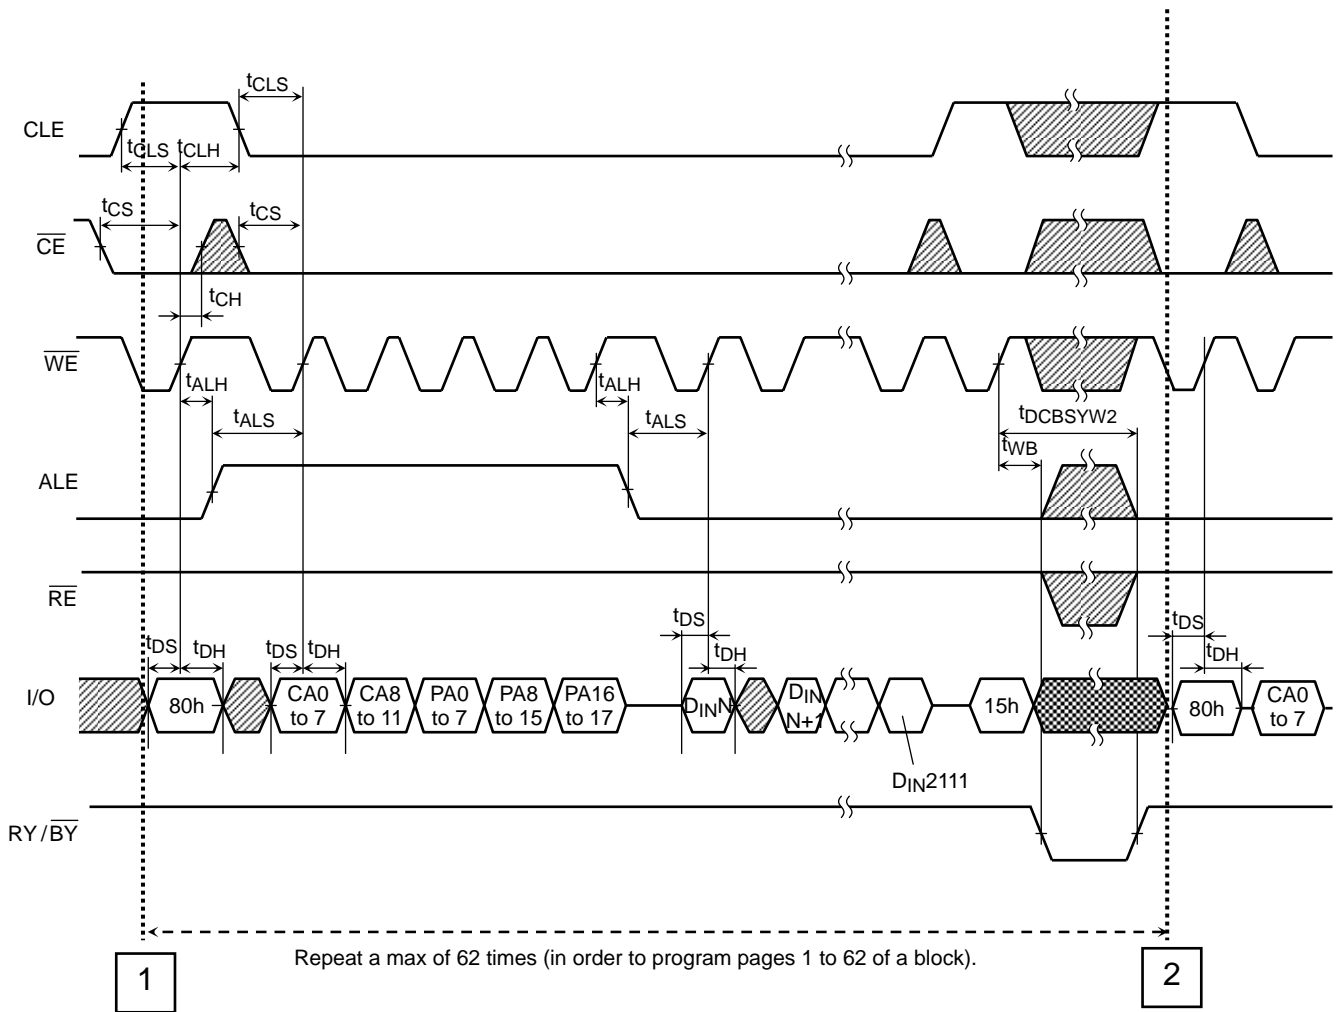 tCLS
CLE
tCLS
tCLH
tCS
tCS
CE
tCH
WE
tALH
tALH
tALS
tALS
tDCBSYW2
tWB
ALE
RE
tDS
tDH
tDS
tDH
tDS
tDH
tDS
tDH
I/O
80h
CA0
to 7
CA8
to 11
PA0
to 7
PA8
to 15
PA16
to 17
DINN
DIN
N+1
15h
80h
CA0
to 7
DIN2111
RY/BY
Repeat a max of 62 times (in order to program pages 1 to 62 of a block).
1
2